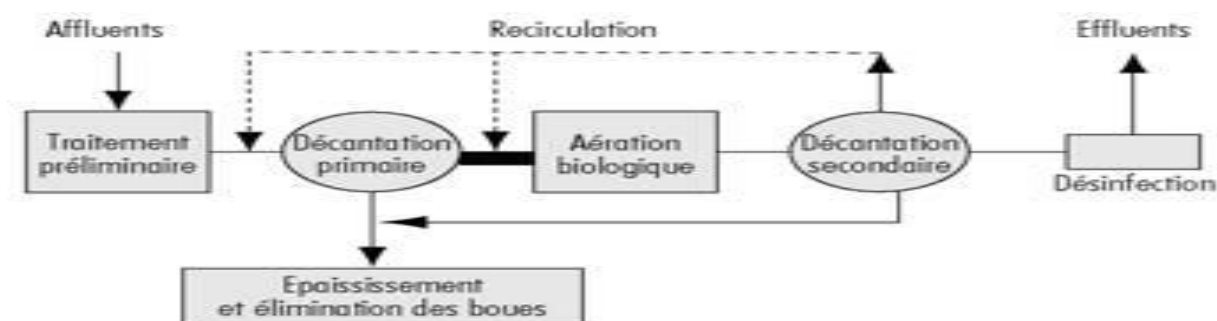 Affluents
Recirculation
Effluents
Traitement
préliminaire
Décantation
primaire
Aération
biologique
Décantation
secondaire
Désinfection
Epaississement
et élimination des boues